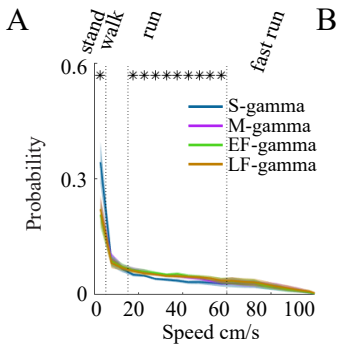 A
B
stand
walk
run
fast run
0.6
**********
S-gamma
M-gamma
EF-gamma
LF-gamma
0.3
0
Probability
0 20 40 60 80 100
Speed cm/s